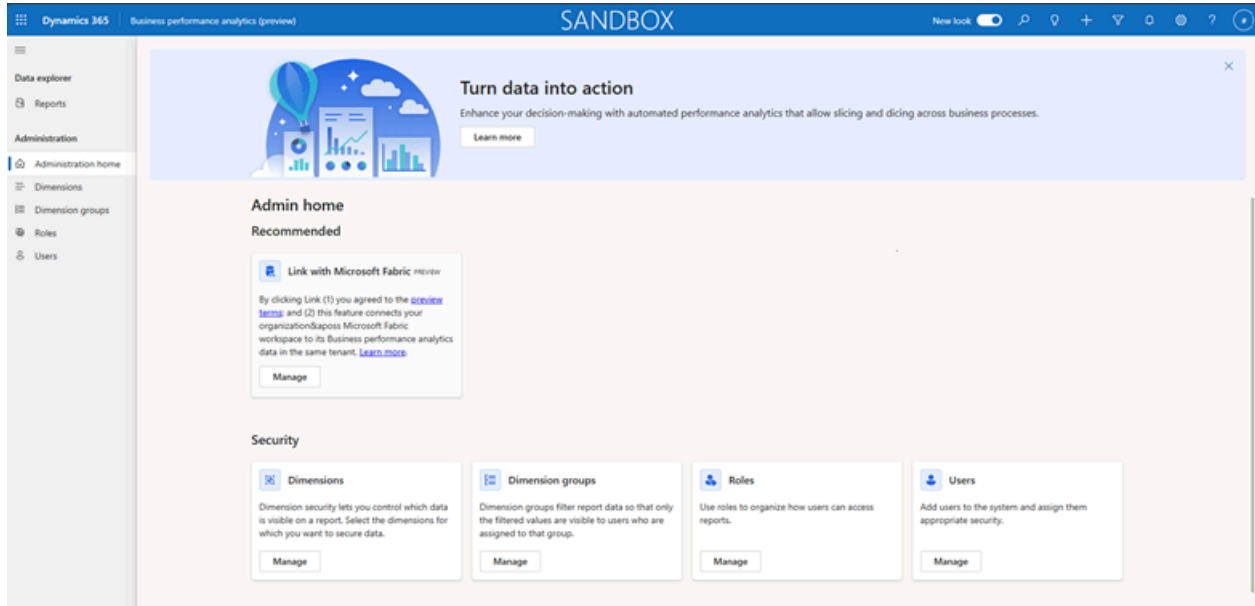 Dynamics 365 Business performance analytics (preview) SANDBOX New look
Data explorer
Reports
Administration
Administration home
Dimensions
Dimension groups
Roles
Users
Turn data into action
Enhance your decision-making with automated performance analytics that allow slicing and dicing across business processes.
Learn more
Admin home
Recommended
Link with Microsoft Fabric PREVIEW
By clicking Link (1) you agreed to the preview
terms; and (2) this feature connects your
organization&aposs Microsoft Fabric
workspace to its Business performance analytics
data in the same tenant. Learn more.
Manage
Security
Dimensions
Dimension security lets you control which data
is visible on a report. Select the dimensions for
which you want to secure data.
Manage
Dimension groups
Dimension groups filter report data so that only
the filtered values are visible to users who are
assigned to that group.
Manage
Roles
Use roles to organize how users can access
reports.
Manage
Users
Add users to the system and assign them
appropriate security.
Manage